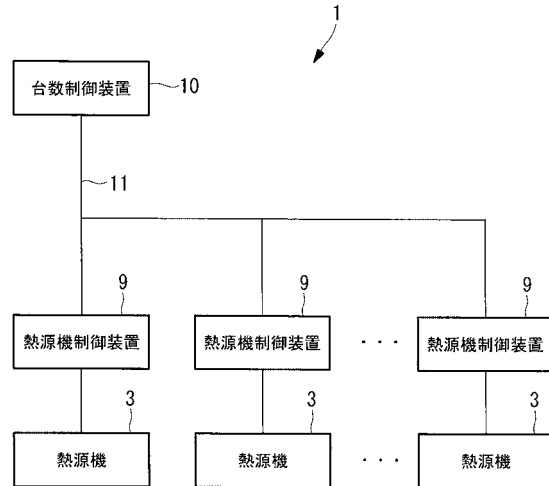 1
台数制御装置 10
11
9 9 9
熱源機制御装置 熱源機制御装置 ・・・ 熱源機制御装置
3 3 3
熱源機 熱源機 ・・・ 熱源機